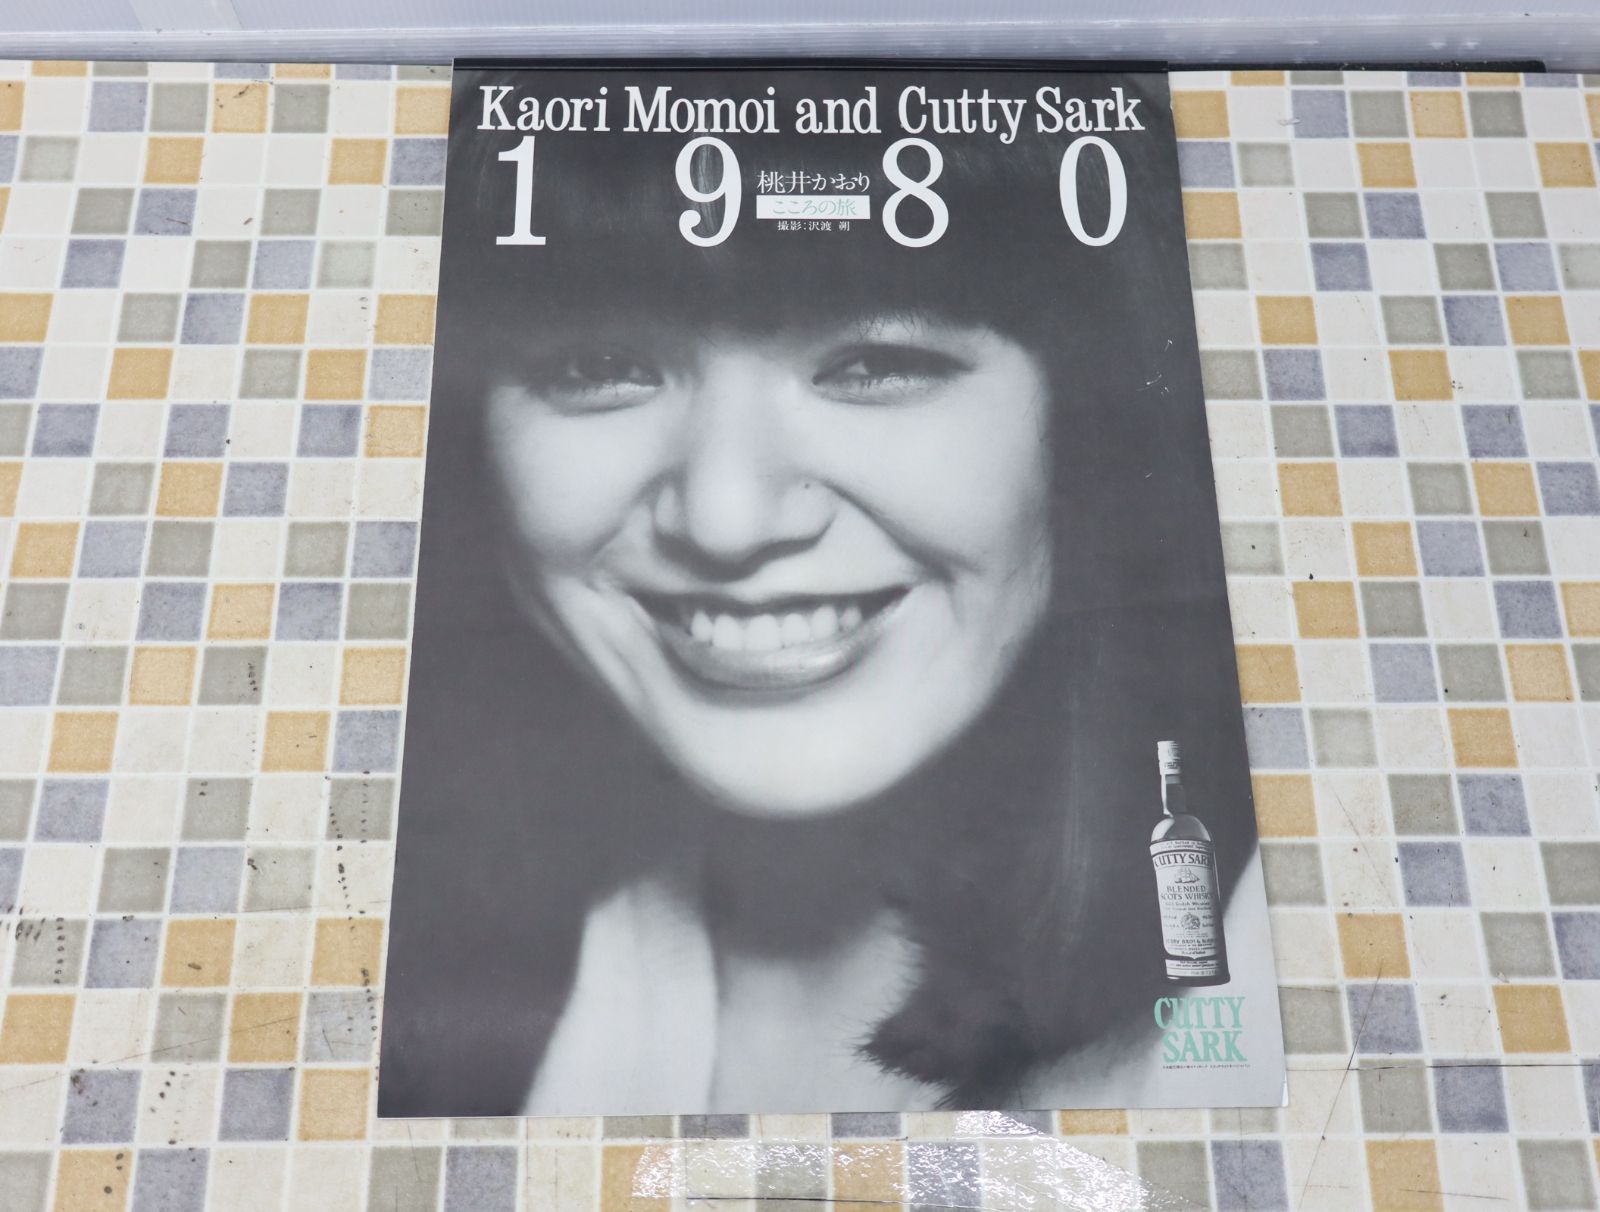 Kaori Momoi and Cutty Sark
1980
桃井かおり
こころの旅
撮影:沢渡 朔
CUTTY SARK
BLENDED
SCOTS WHISKY
CUTTY
SARK